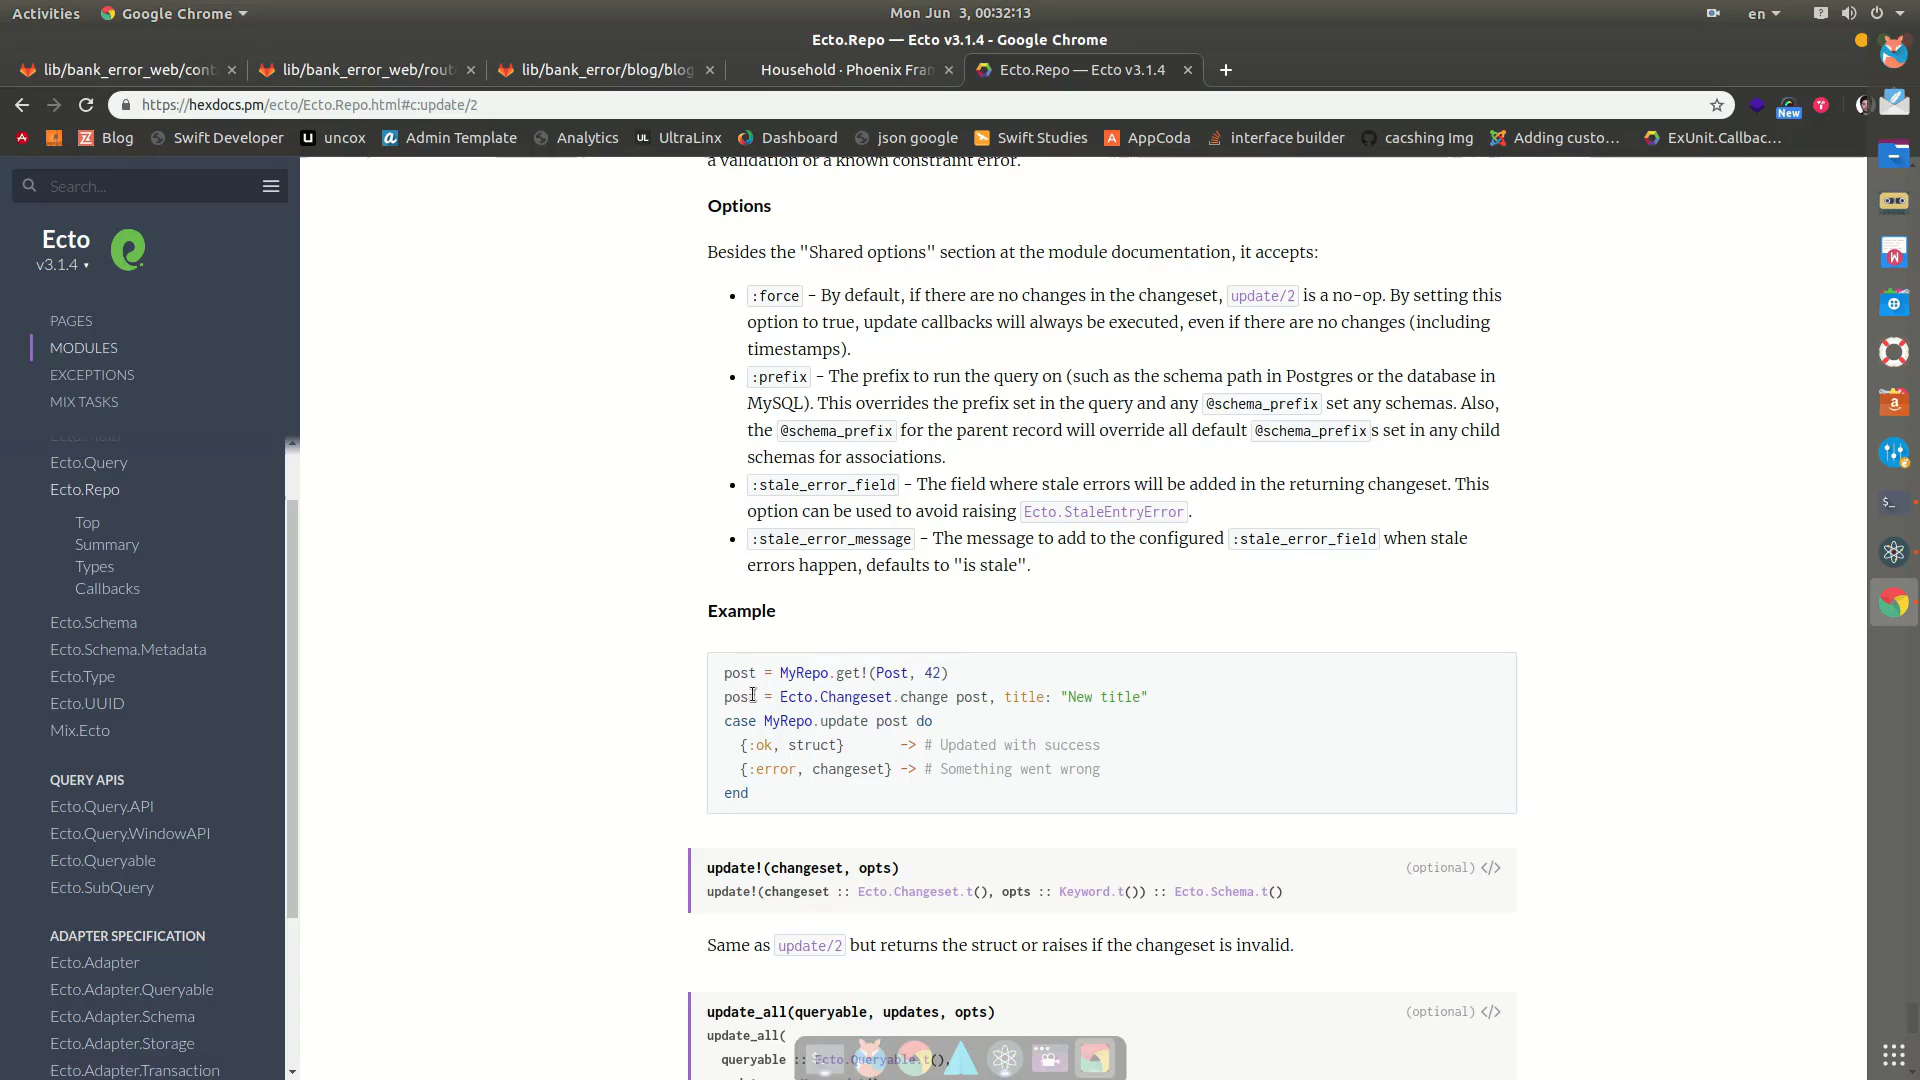 Activities
Google Chrome
Mon Jun 3, 00:32:13
en
Ecto.Repo — Ecto v3.1.4 - Google Chrome
lib/bank_error_web/cont
lib/bank_error_web/rout
lib/bank_error/blog/blog
Household · Phoenix Fran
Ecto.Repo — Ecto v3.1.4
https://hexdocs.pm/ecto/Ecto.Repo.html#c:update/2
New
Blog
Swift Developer
uncox
Admin Template
Analytics
UltraLinx
Dashboard
json google
Swift Studies
AppCoda
interface builder
cacshing Img
Adding custo...
ExUnit.Callbac...
Search...
Ecto
v3.1.4
PAGES
MODULES
EXCEPTIONS
MIX TASKS
Ecto.Multi
Ecto.Query
Ecto.Repo
Top
Summary
Types
Callbacks
Ecto.Schema
Ecto.Schema.Metadata
Ecto.Type
Ecto.UUID
Mix.Ecto
QUERY APIS
Ecto.Query.API
Ecto.Query.WindowAPI
Ecto.Queryable
Ecto.SubQuery
ADAPTER SPECIFICATION
Ecto.Adapter
Ecto.Adapter.Queryable
Ecto.Adapter.Schema
Ecto.Adapter.Storage
Ecto.Adapter.Transaction
a validation or a known constraint error.
Options
Besides the "Shared options" section at the module documentation, it accepts:
• :force - By default, if there are no changes in the changeset, update/2 is a no-op. By setting this
option to true, update callbacks will always be executed, even if there are no changes (including
timestamps).
• :prefix - The prefix to run the query on (such as the schema path in Postgres or the database in
MySQL). This overrides the prefix set in the query and any @schema_prefix set any schemas. Also,
the @schema_prefix for the parent record will override all default @schema_prefixs set in any child
schemas for associations.
• :stale_error_field - The field where stale errors will be added in the returning changeset. This
option can be used to avoid raising Ecto.StaleEntryError.
• :stale_error_message - The message to add to the configured :stale_error_field when stale
errors happen, defaults to "is stale".
Example
post = MyRepo.get!(Post, 42)
post = Ecto.Changeset.change post, title: "New title"
case MyRepo.update post do
{:ok, struct} -> # Updated with success
{:error, changeset} -> # Something went wrong
end
update!(changeset, opts)
(optional) </>
update!(changeset :: Ecto.Changeset.t(), opts :: Keyword.t()) :: Ecto.Schema.t()
Same as update/2 but returns the struct or raises if the changeset is invalid.
update_all(queryable, updates, opts)
(optional) </>
update_all(
queryable :: Ecto.Queryable.t(),